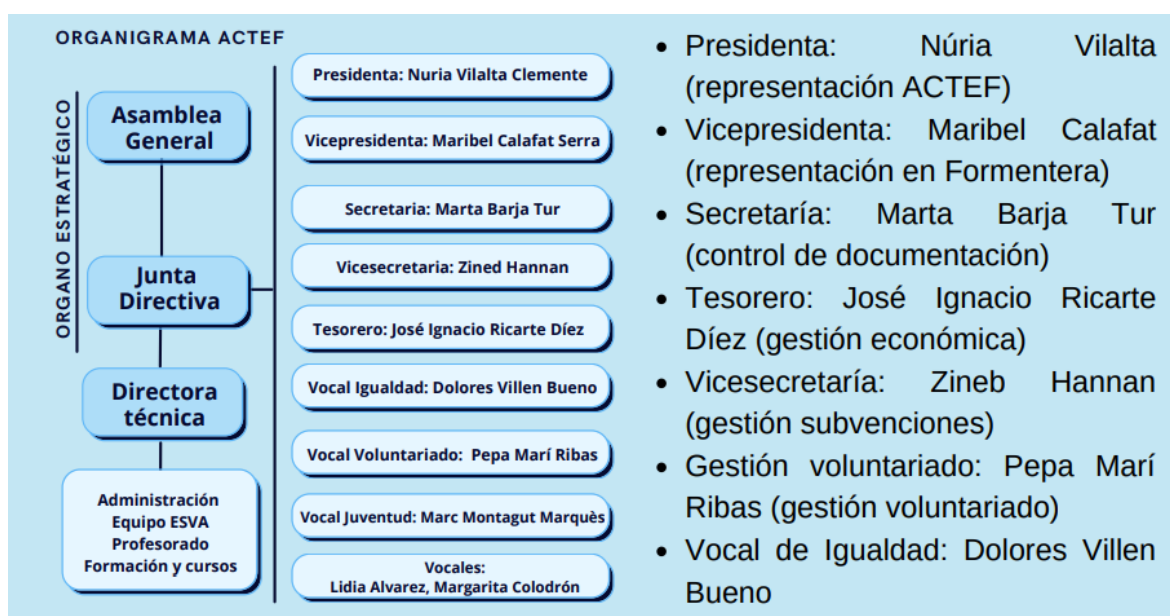 ORGANIGRAMA ACTEF
ORGANO ESTRATÉGICO
Asamblea
General
Junta
Directiva
Directora
técnica
Administración
Equipo ESVA
Profesorado
Formación y cursos
Presidenta: Nuria Vilalta Clemente
Vicepresidenta: Maribel Calafat Serra
Secretaria: Marta Barja Tur
Vicesecretaria: Zined Hannan
Tesorero: José Ignacio Ricarte Díez
Vocal Igualdad: Dolores Villen Bueno
Vocal Voluntariado: Pepa Marí Ribas
Vocal Juventud: Marc Montagut Marquès
Vocales:
Lidia Alvarez, Margarita Colodrón
• Presidenta: Núria Vilalta
(representación ACTEF)
• Vicepresidenta: Maribel Calafat
(representación en Formentera)
• Secretaría: Marta Barja Tur
(control de documentación)
• Tesorero: José Ignacio Ricarte
Díez (gestión económica)
• Vicesecretaría: Zineb Hannan
(gestión subvenciones)
• Gestión voluntariado: Pepa Marí
Ribas (gestión voluntariado)
• Vocal de Igualdad: Dolores Villen
Bueno